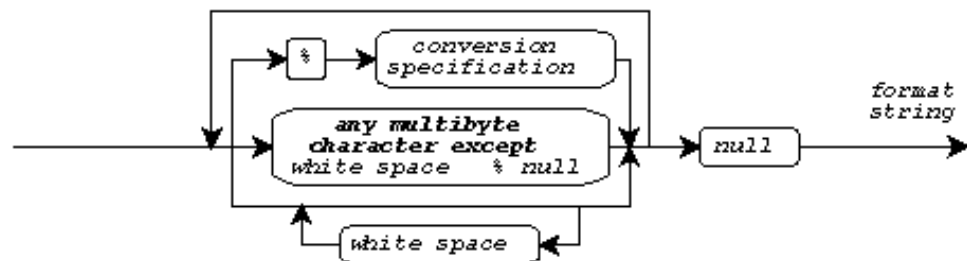 %
conversion
specification
format
string
any multibyte
character except
white space % null
null
white space